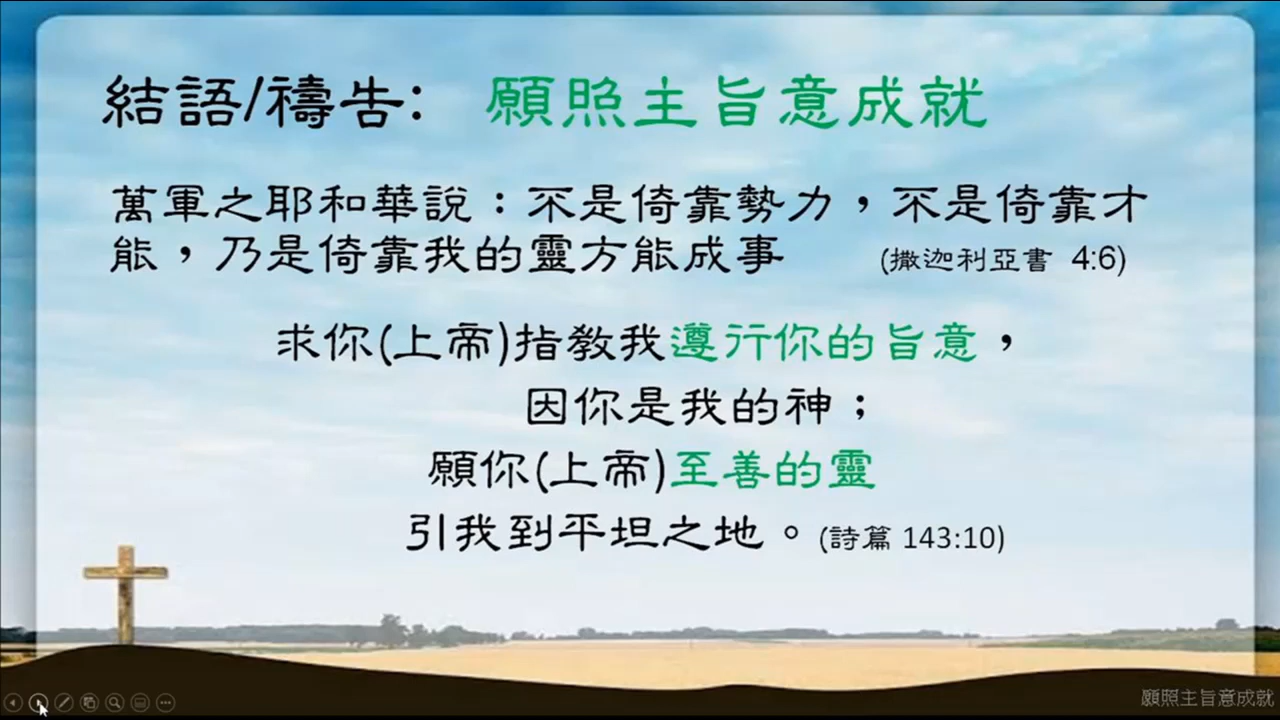 結語/禱告: 願照主旨意成就
萬軍之耶和華說：不是倚靠勢力，不是倚靠才
能，乃是倚靠我的靈方能成事 (撒迦利亞書 4:6)
求你(上帝)指教我遵行你的旨意，
因你是我的神；
願你(上帝)至善的靈
引我到平坦之地。(詩篇 143:10)
願照主旨意成就